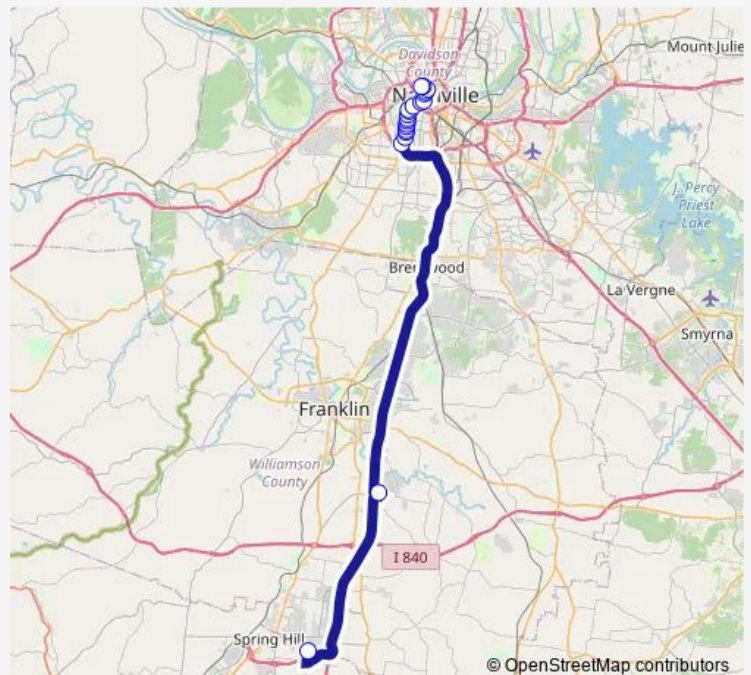 Davidson
County
Mount Julie
Nashville
J. Percy
Priest
Lake
Brentwood
La Vergne
Smyrna
Franklin
Williamson
County
I 840
Spring Hill
© OpenStreetMap contributors